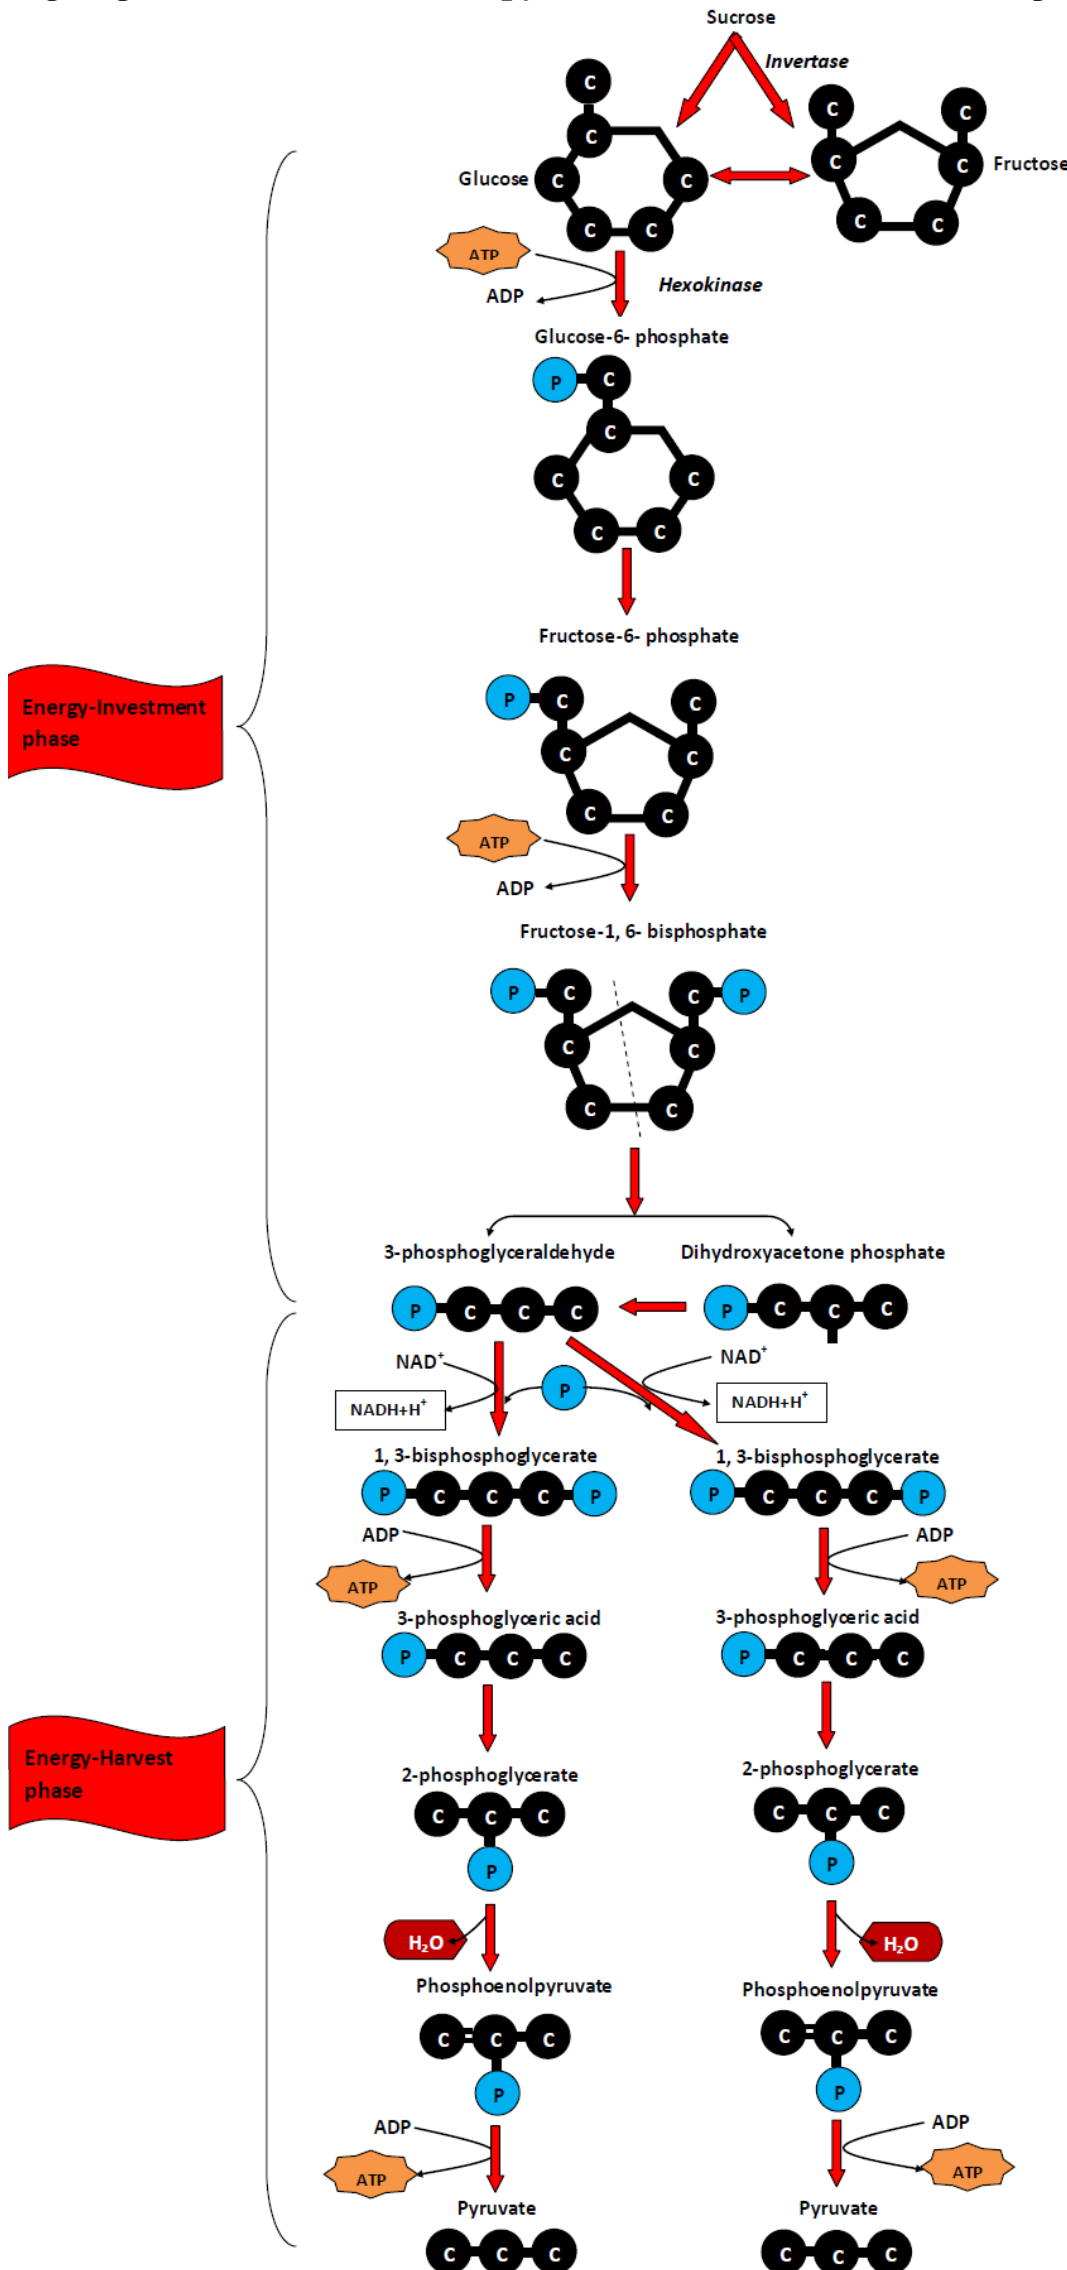 Sucrose
Invertase
C
C
C
C
C
C
C
C
C
C
C
C
Glucose
Fructose
ATP
ADP
Hexokinase
Glucose-6- phosphate
P
C
C
C
C
C
C
Fructose-6- phosphate
P
C
C
C
C
C
C
Energy-Investment
phase
ATP
ADP
Fructose-1, 6- bisphosphate
P
C
C
P
C
C
C
C
3-phosphoglyceraldehyde
Dihydroxyacetone phosphate
P C C C
P C C C
NAD+
NADH+H+
P
NAD+
NADH+H+
1, 3-bisphosphoglycerate
1, 3-bisphosphoglycerate
P C C C P
P C C C P
ADP
ATP
ADP
ATP
3-phosphoglyceric acid
3-phosphoglyceric acid
P C C C
P C C C
Energy-Harvest
phase
2-phosphoglycerate
2-phosphoglycerate
C C C
P
C C C
P
H2O
H2O
Phosphoenolpyruvate
Phosphoenolpyruvate
C C C
P
C C C
P
ADP
ATP
ADP
ATP
Pyruvate
Pyruvate
C C C
C C C